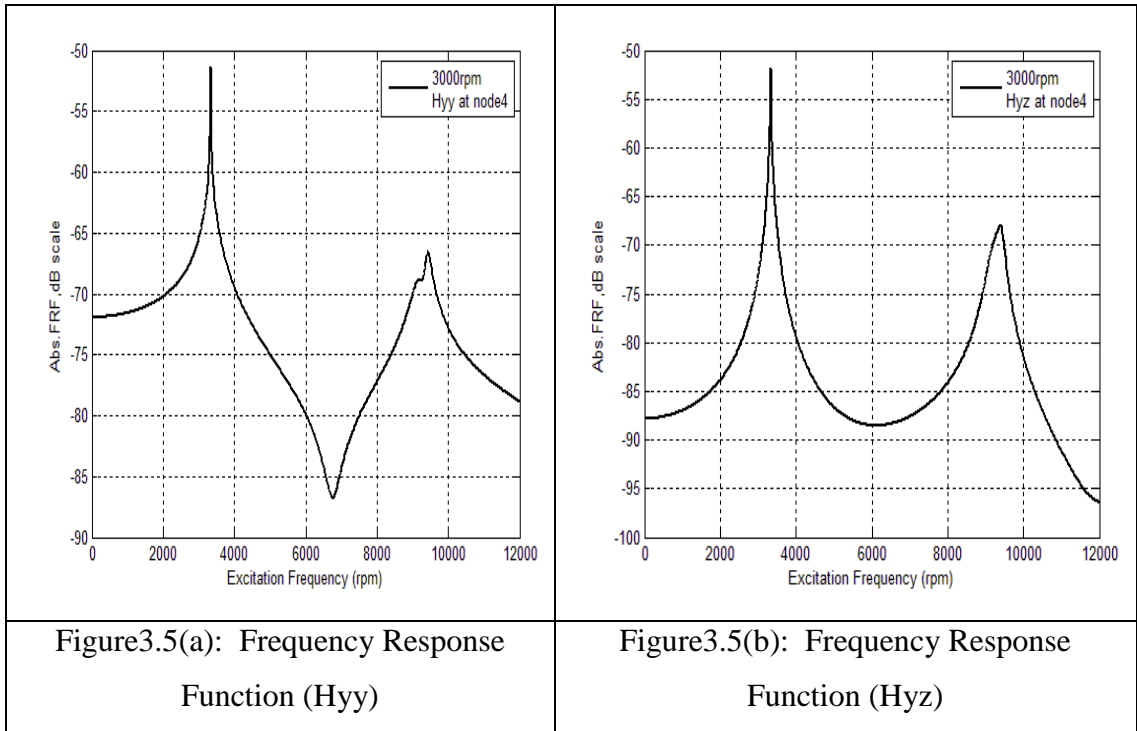 -50
-55
-60
-65
-70
-75
-80
-85
-90
Abs.FRF,dB scale
3000rpm
Hyy at node4
0 2000 4000 6000 8000 10000 12000
Excitation Frequency (rpm)
-50
-55
-60
-65
-70
-75
-80
-85
-90
-95
-100
Abs.FRF,dB scale
3000rpm
Hyz at node4
0 2000 4000 6000 8000 10000 12000
Excitation Frequency (rpm)
Figure3.5(a): Frequency Response
Function (Hyy)
Figure3.5(b): Frequency Response
Function (Hyz)